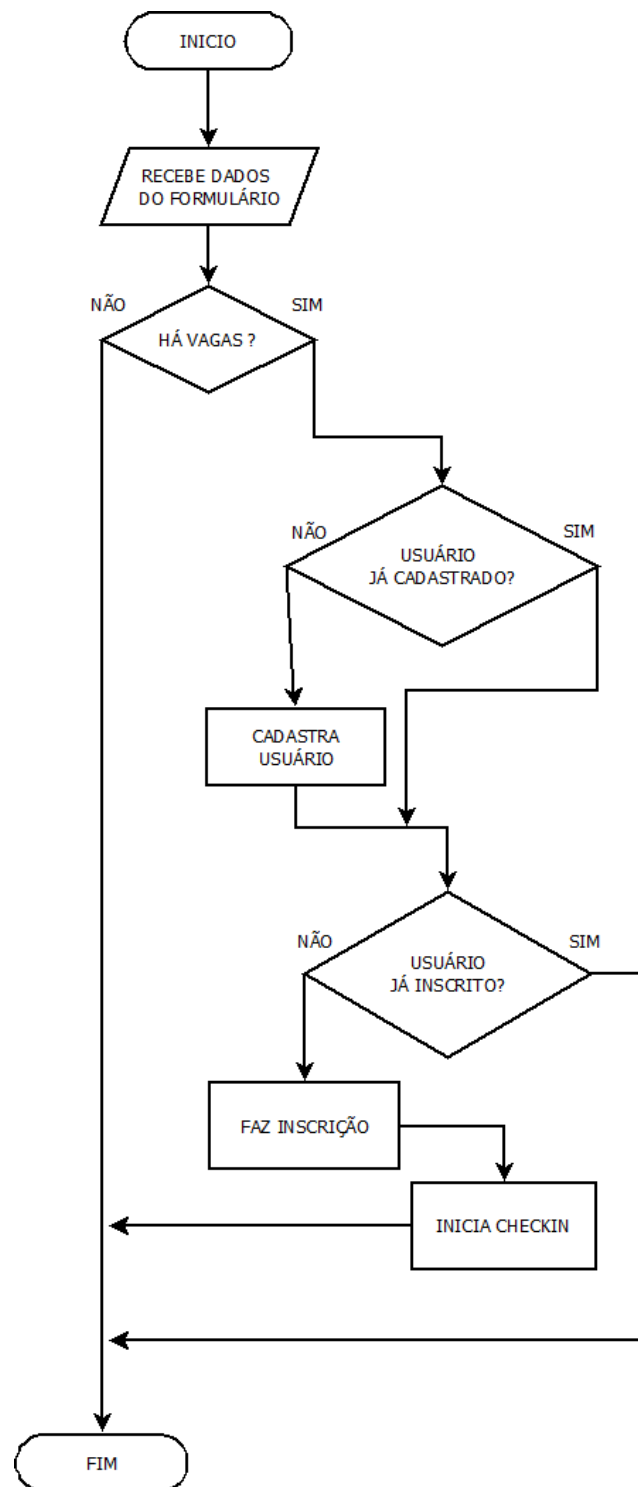 INICIO
RECEBE DADOS
DO FORMULÁRIO
NÃO
SIM
HÁ VAGAS ?
NÃO
SIM
USUÁRIO
JÁ CADASTRADO?
CADASTRA
USUÁRIO
NÃO
SIM
USUÁRIO
JÁ INSCRITO?
FAZ INSCRIÇÃO
INICIA CHECKIN
FIM